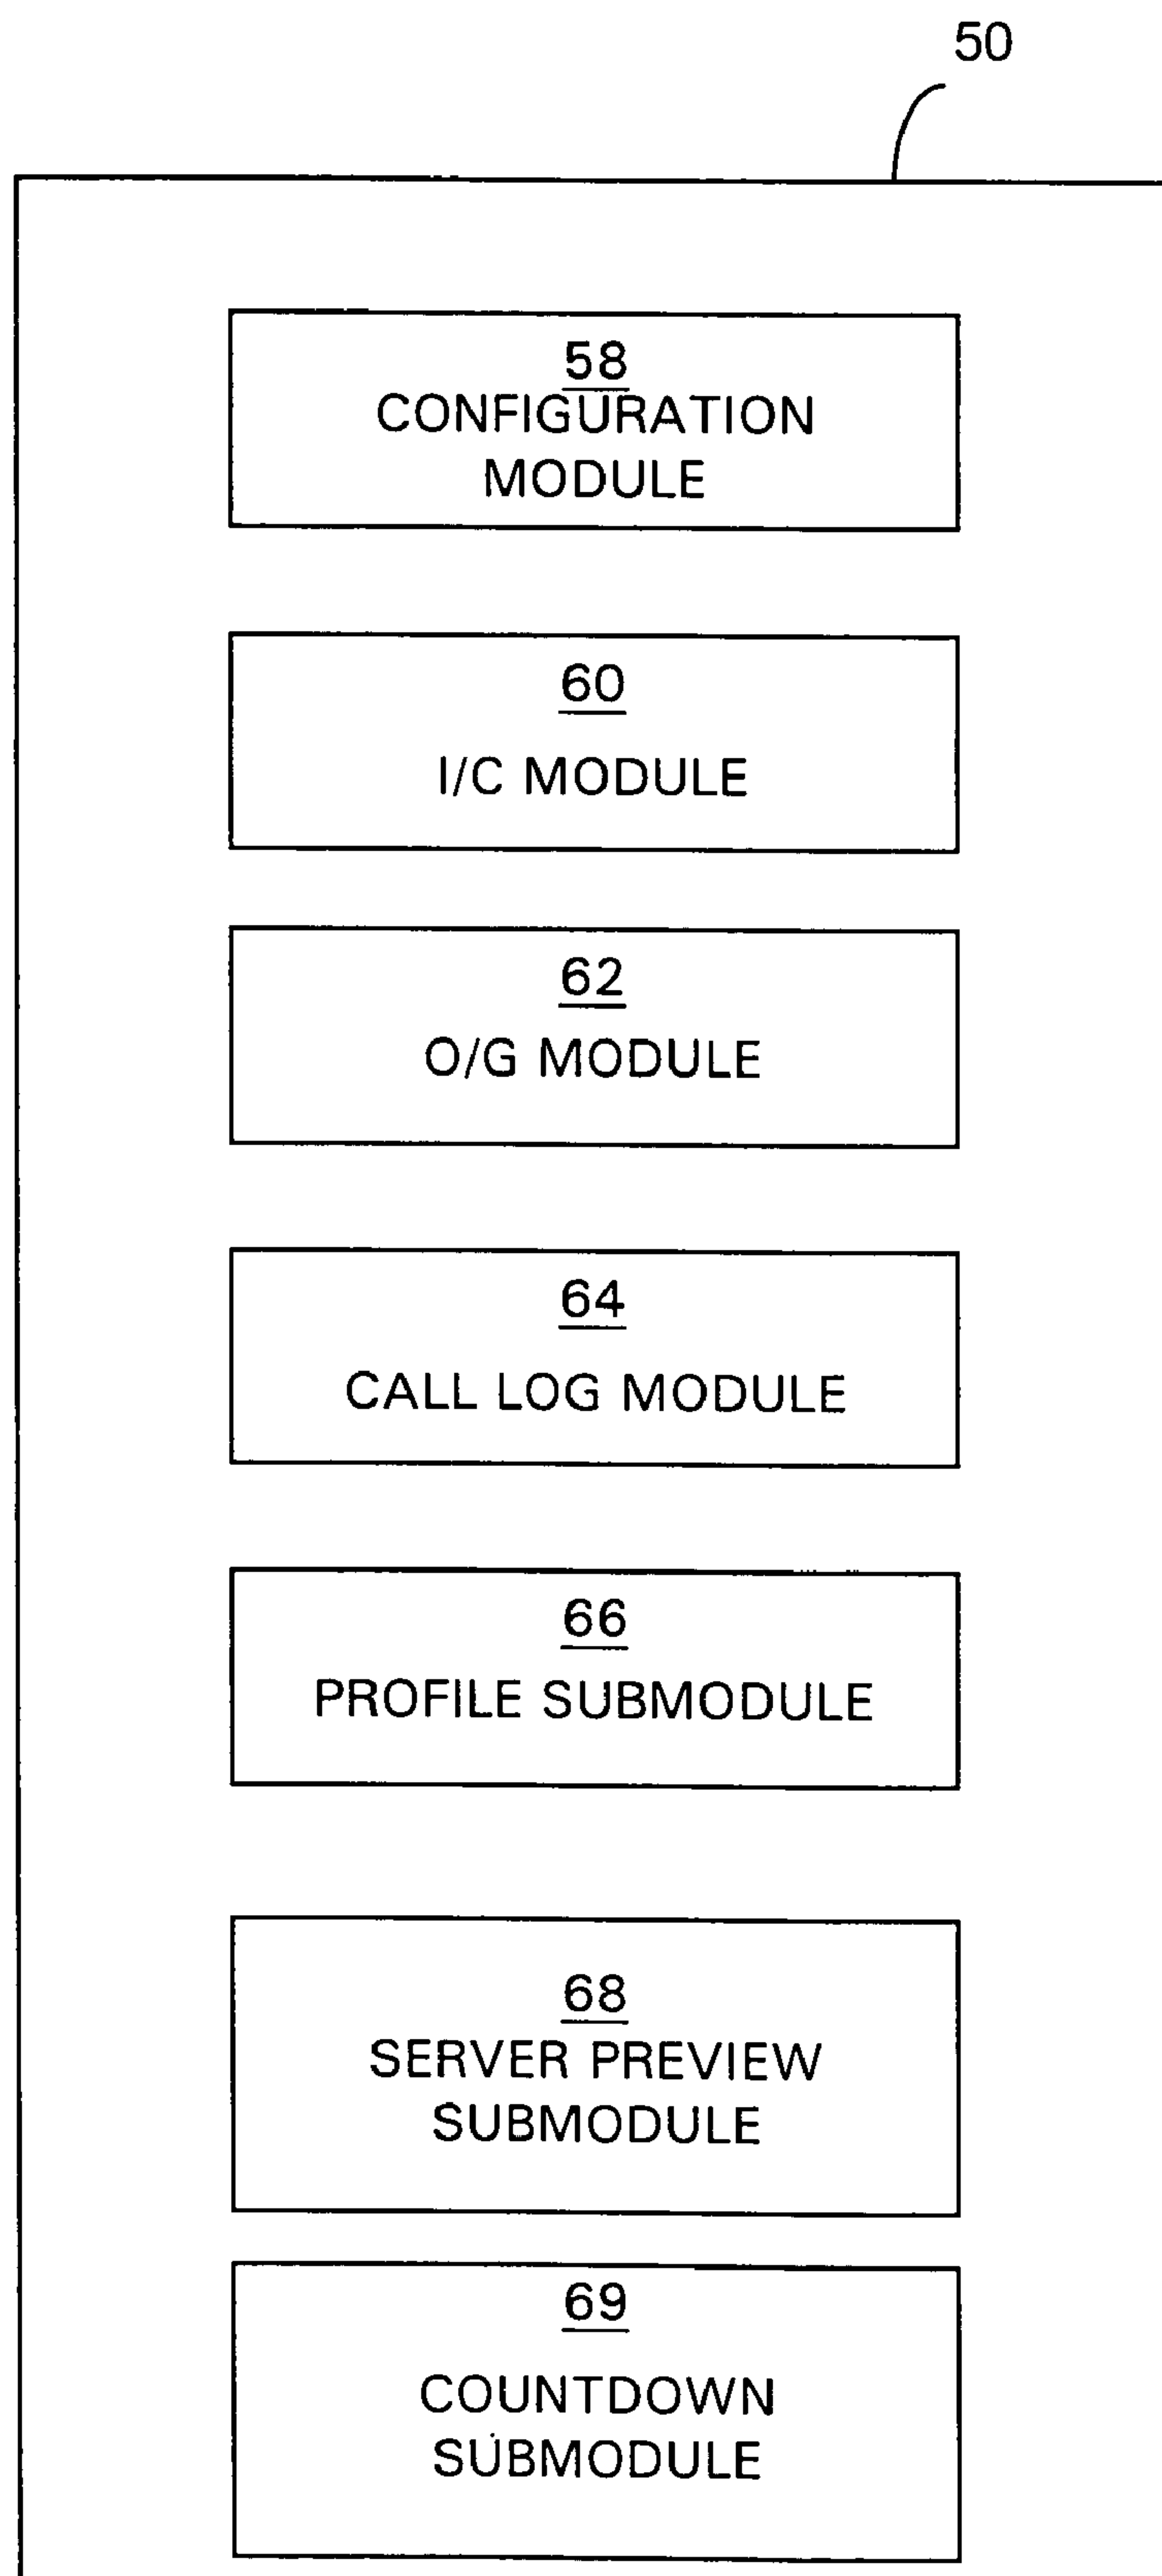 50
58
CONFIGURATION
MODULE
60
I/C MODULE
62
O/G MODULE
64
CALL LOG MODULE
66
PROFILE SUBMODULE
68
SERVER PREVIEW
SUBMODULE
69
COUNTDOWN
SUBMODULE